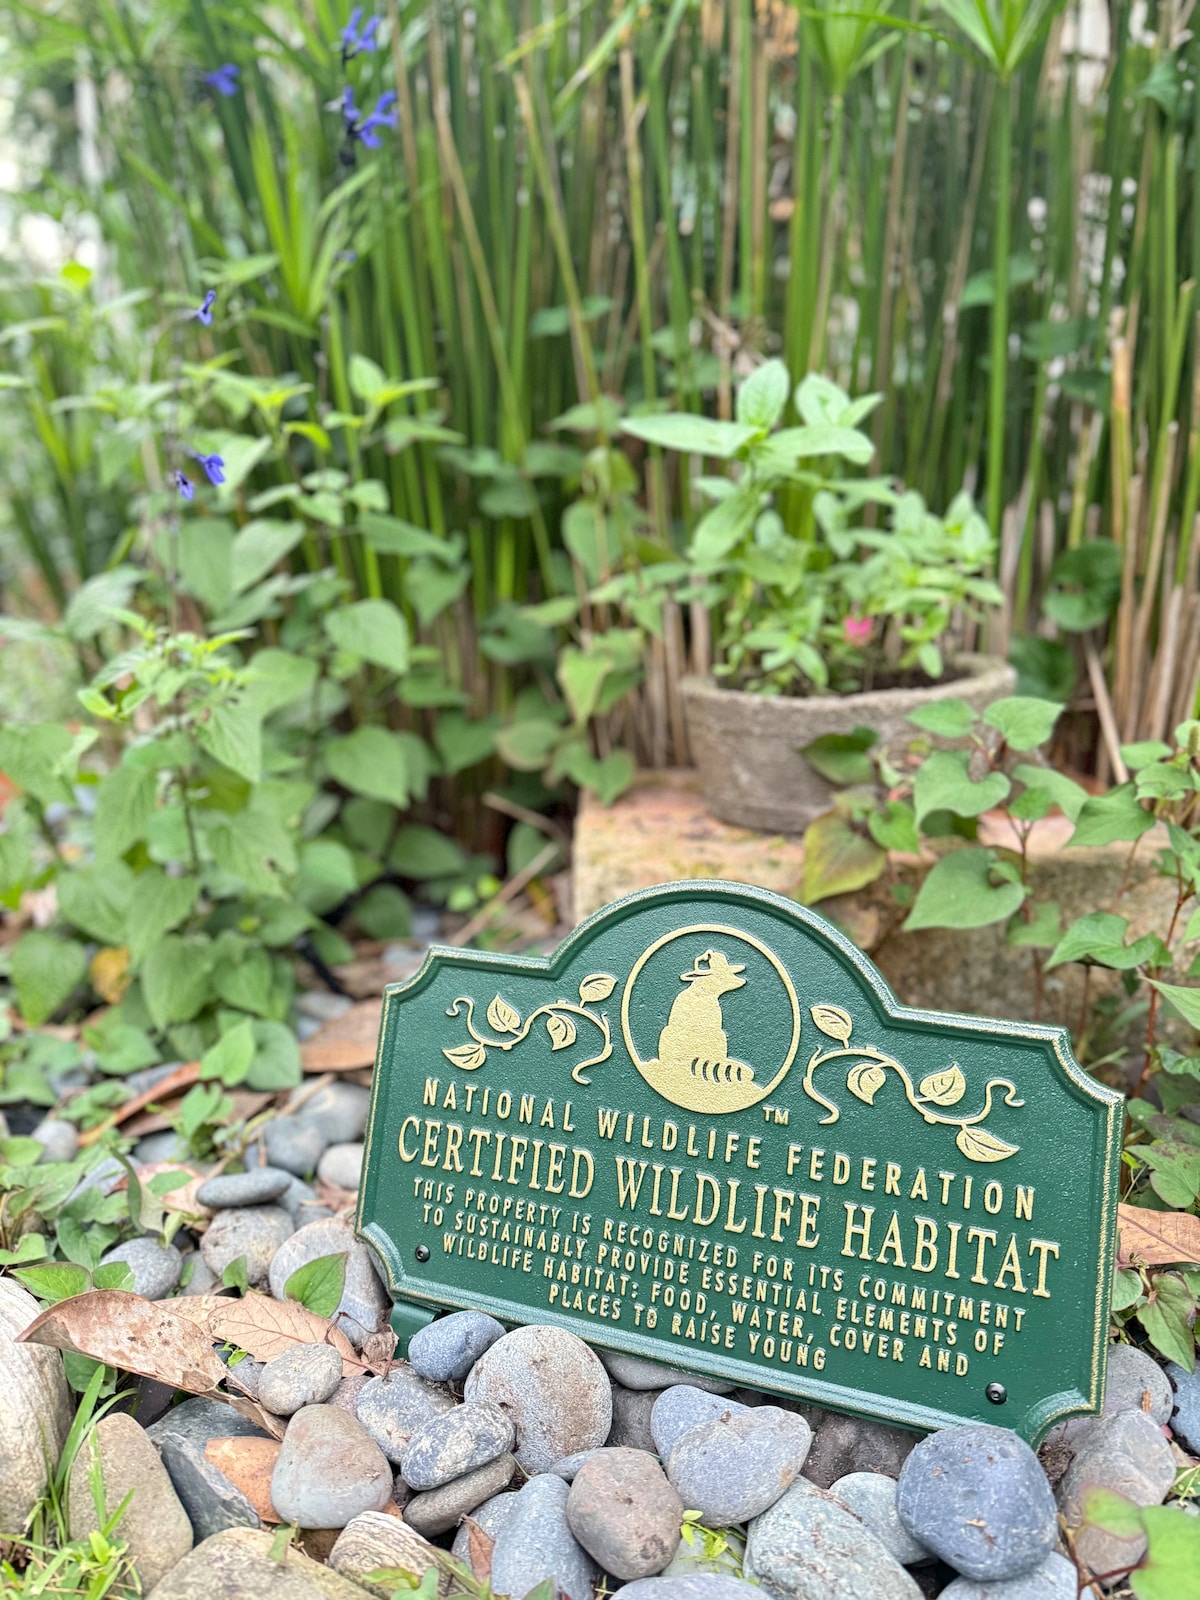 TM
NATIONAL WILDLIFE FEDERATION
CERTIFIED WILDLIFE HABITAT
THIS PROPERTY IS RECOGNIZED FOR ITS COMMITMENT
TO SUSTAINABLY PROVIDE ESSENTIAL ELEMENTS OF
WILDLIFE HABITAT: FOOD, WATER, COVER AND
PLACES TO RAISE YOUNG